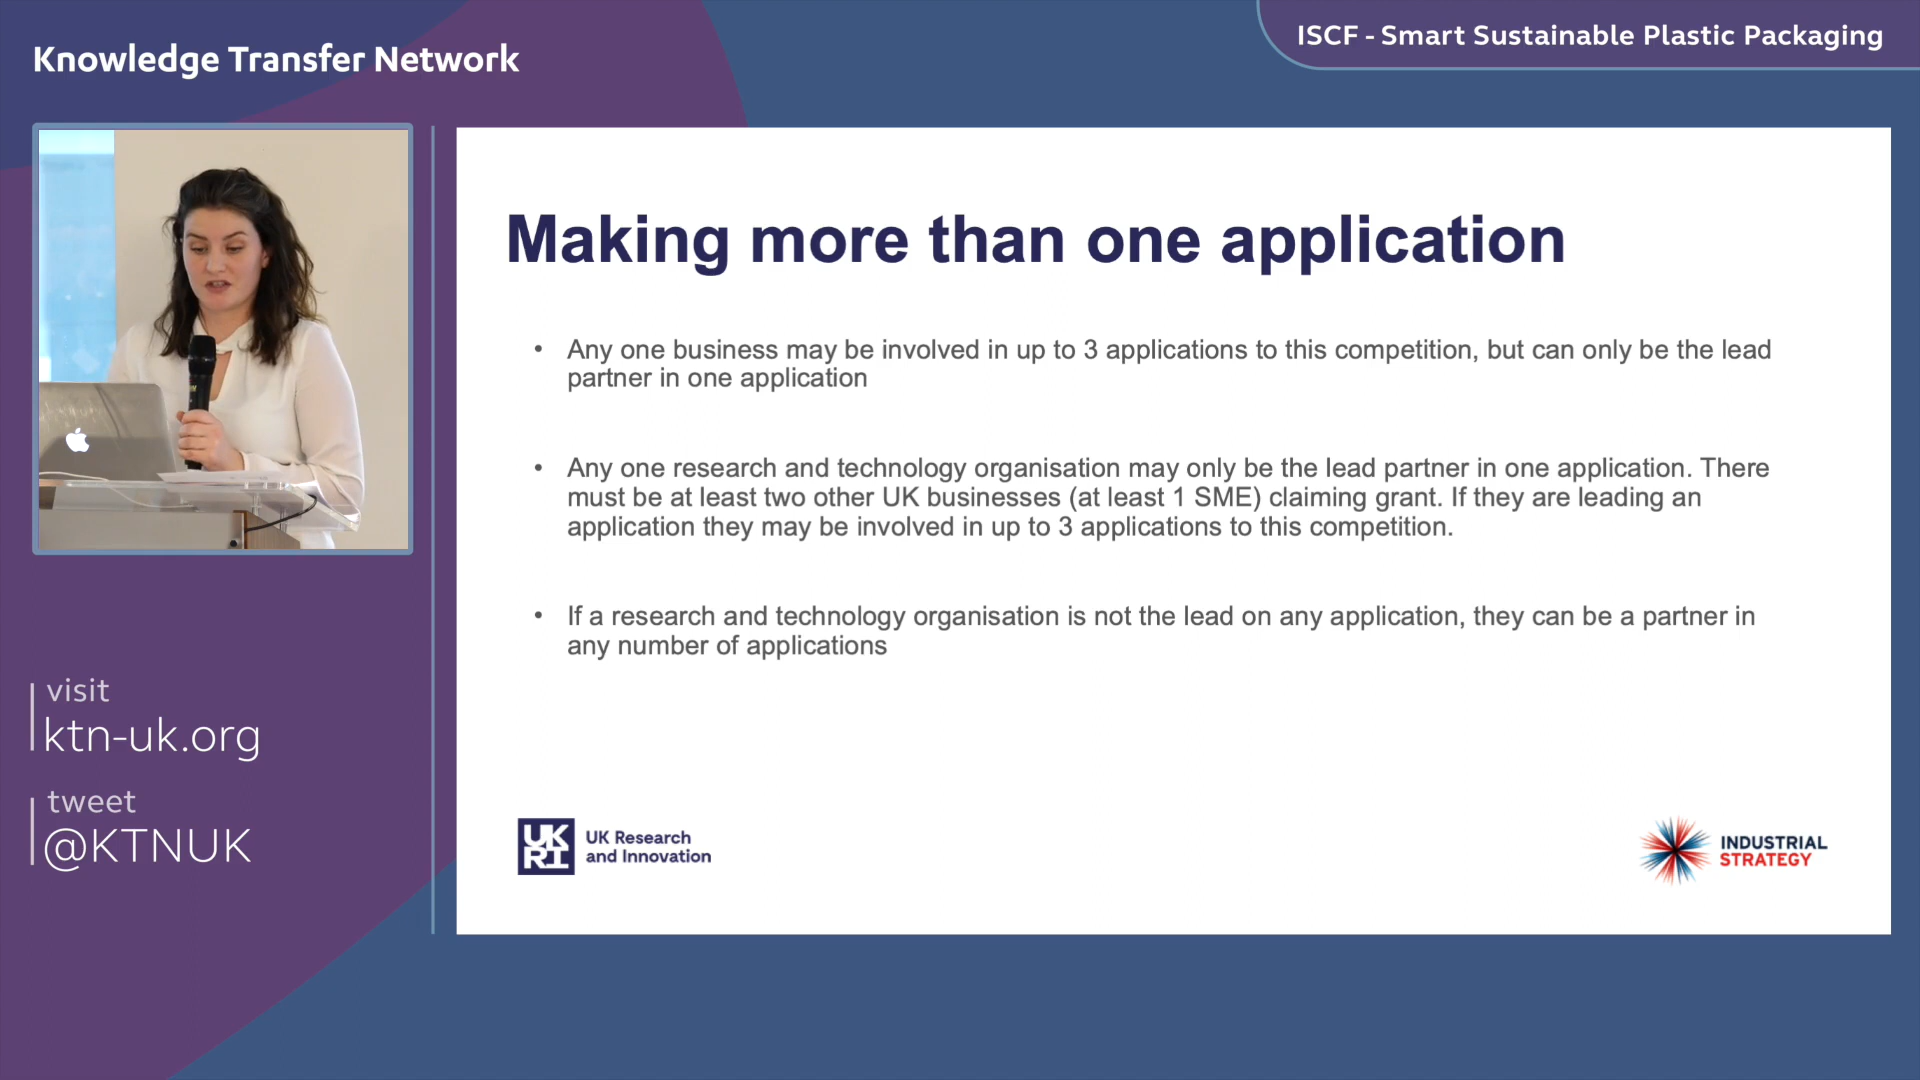 Knowledge Transfer Network
ISCF - Smart Sustainable Plastic Packaging
Making more than one application
• Any one business may be involved in up to 3 applications to this competition, but can only be the lead
partner in one application
• Any one research and technology organisation may only be the lead partner in one application. There
must be at least two other UK businesses (at least 1 SME) claiming grant. If they are leading an
application they may be involved in up to 3 applications to this competition.
• If a research and technology organisation is not the lead on any application, they can be a partner in
any number of applications
visit
ktn-uk.org
tweet
@KTNUK
UK
RI
UK Research
and Innovation
INDUSTRIAL
STRATEGY